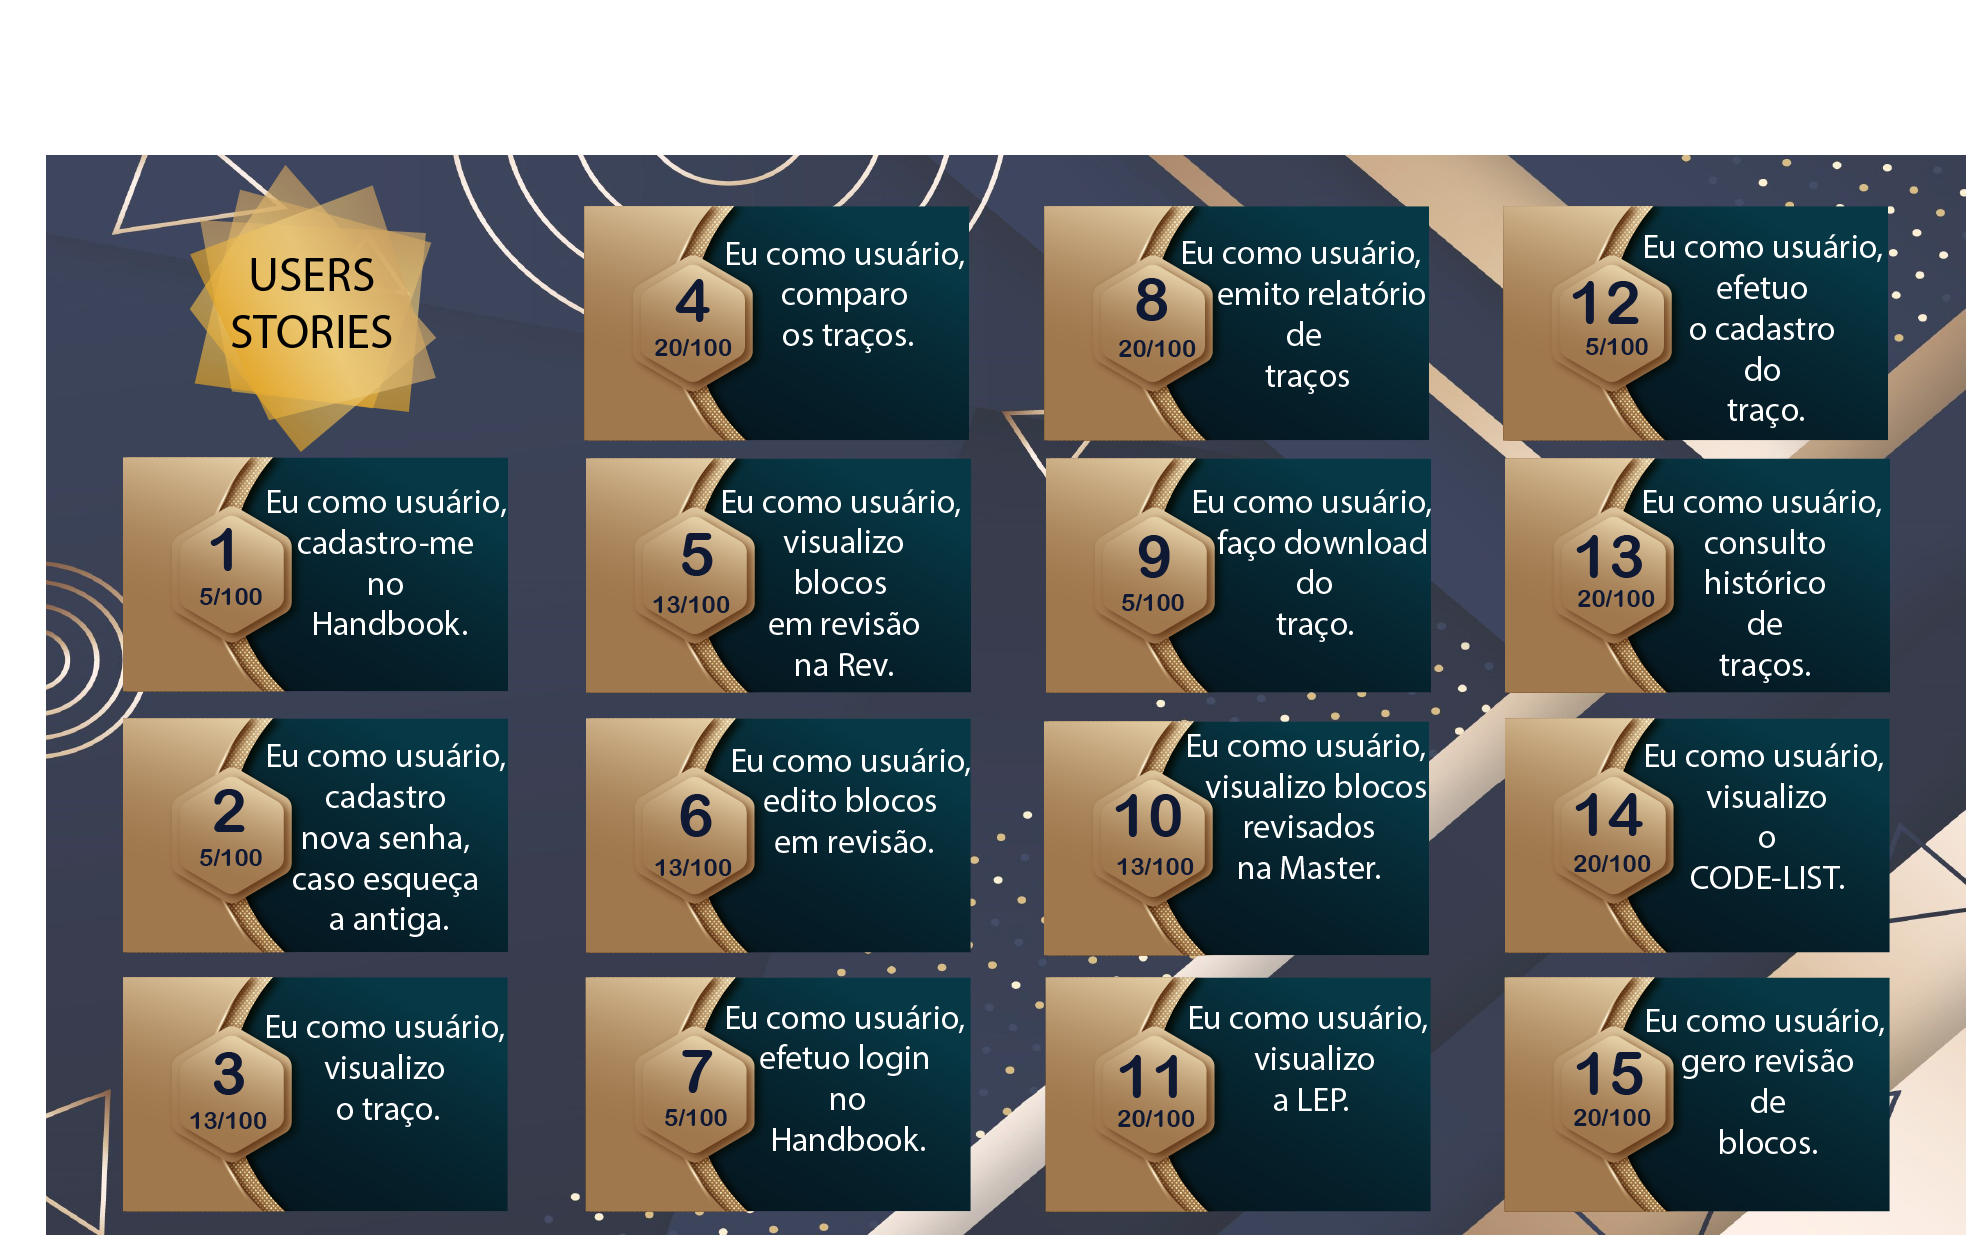 USERS
STORIES
1
5/100
Eu como usuário,
cadastro-me
no
Handbook.
2
5/100
Eu como usuário,
cadastro
nova senha,
caso esqueça
a antiga.
3
13/100
Eu como usuário,
visualizo
o traço.
4
20/100
Eu como usuário,
comparo
os traços.
5
13/100
Eu como usuário,
visualizo
blocos
em revisão
na Rev.
6
13/100
Eu como usuário,
edito blocos
em revisão.
7
5/100
Eu como usuário,
efetuo login
no
Handbook.
8
20/100
Eu como usuário,
emito relatório
de
traços
9
5/100
Eu como usuário,
faço download
do
traço.
10
13/100
Eu como usuário,
visualizo blocos
revisados
na Master.
11
20/100
Eu como usuário,
visualizo
a LEP.
12
5/100
Eu como usuário,
efetuo
o cadastro
do
traço.
13
20/100
Eu como usuário,
consulto
histórico
de
traços.
14
20/100
Eu como usuário,
visualizo
o
CODE-LIST.
15
20/100
Eu como usuário,
gero revisão
de
blocos.